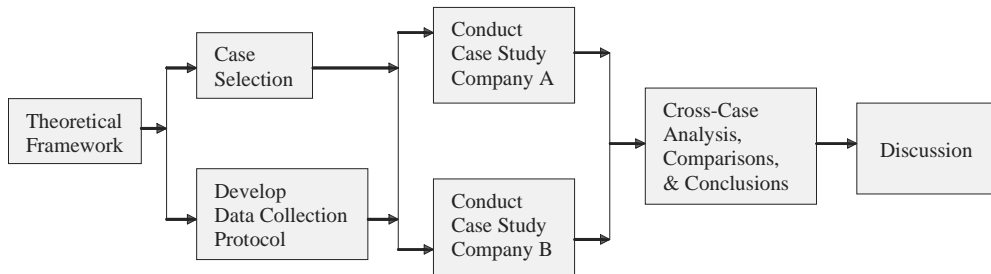 Theoretical
Framework
Case
Selection
Develop
Data Collection
Protocol
Conduct
Case Study
Company A
Conduct
Case Study
Company B
Cross-Case
Analysis,
Comparisons,
& Conclusions
Discussion